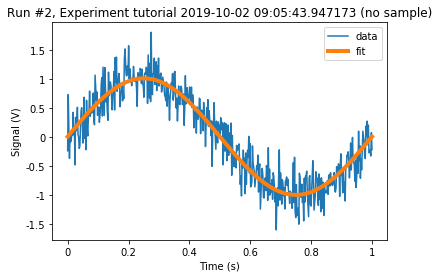 Run #2, Experiment tutorial 2019-10-02 09:05:43.947173 (no sample)
data
fit
Signal (V)
1.5
1
0.5
0
-0.5
-1
-1.5
0
0.2
0.4
0.6
0.8
1
Time (s)